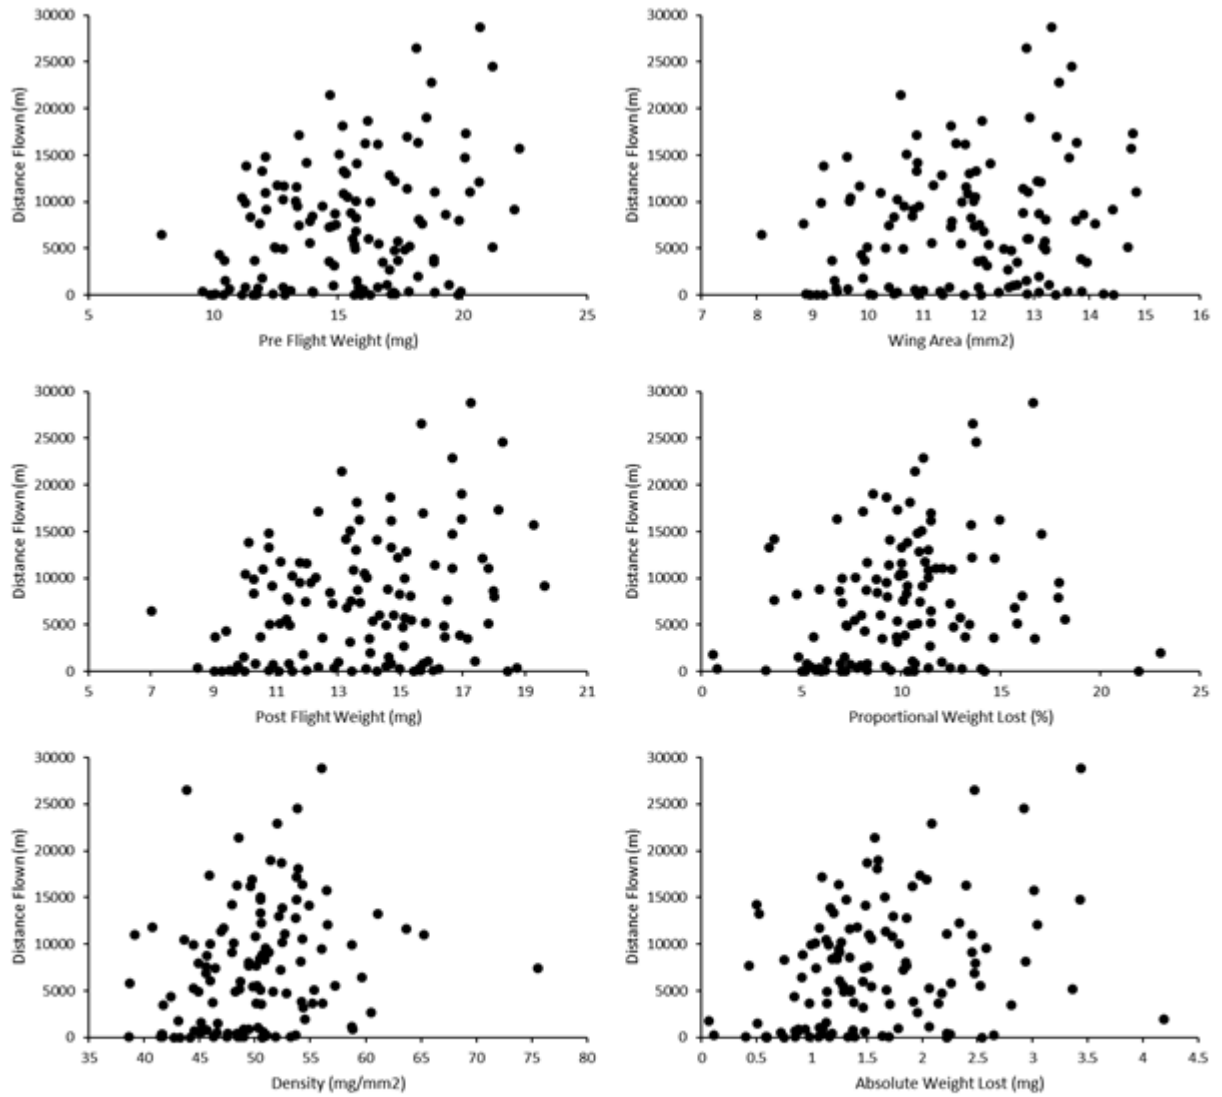 30000
25000
20000
15000
10000
5000
0
Distance Flown (m)
5 10 15 20 25
Pre Flight Weight (mg)
30000
25000
20000
15000
10000
5000
0
Distance Flown (m)
7 8 9 10 11 12 13 14 15 16
Wing Area (mm2)
30000
25000
20000
15000
10000
5000
0
Distance Flown (m)
5 7 9 11 13 15 17 19 21
Post Flight Weight (mg)
30000
25000
20000
15000
10000
5000
0
Distance Flown (m)
0 5 10 15 20 25
Proportional Weight Lost (%)
30000
25000
20000
15000
10000
5000
0
Distance Flown (m)
35 40 45 50 55 60 65 70 75 80
Density (mg/mm2)
30000
25000
20000
15000
10000
5000
0
Distance Flown (m)
0 0.5 1 1.5 2 2.5 3 3.5 4 4.5
Absolute Weight Lost (mg)